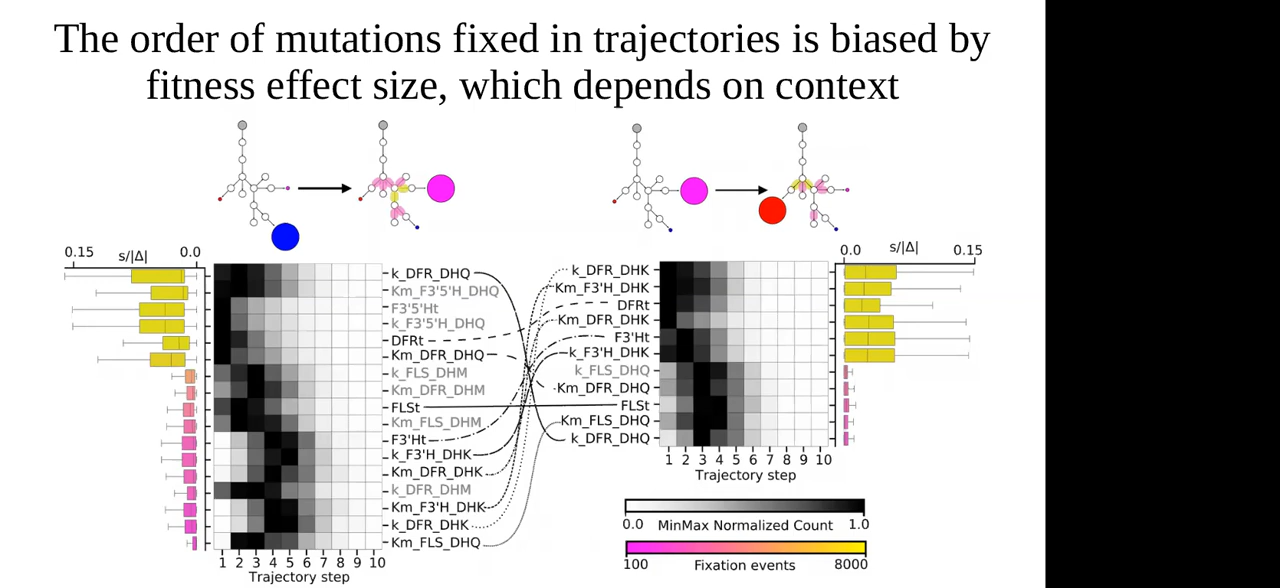 The order of mutations fixed in trajectories is biased by
fitness effect size, which depends on context
0.15 s/|Δ| 0.0
k_DFR_DHQ
Km_F3'5'H_DHQ
F3'5'Ht
k_F3'5'H_DHQ
DFRt
Km_DFR_DHQ
k_FLS_DHM
Km_DFR_DHM
FLSt
Km_FLS_DHM
F3'Ht
k_F3'H_DHK
Km_DFR_DHK
k_DFR_DHM
Km_F3'H_DHK
k_DFR_DHK
Km_FLS_DHQ
1 2 3 4 5 6 7 8 9 10
Trajectory step
0.0 s/|Δ| 0.15
k_DFR_DHK
Km_F3'H_DHK
DFRt
Km_DFR_DHK
F3'Ht
k_F3'H_DHK
k_FLS_DHQ
Km_DFR_DHQ
FLSt
Km_FLS_DHQ
k_DFR_DHQ
1 2 3 4 5 6 7 8 9 10
Trajectory step
0.0 MinMax Normalized Count 1.0
100 Fixation events 8000